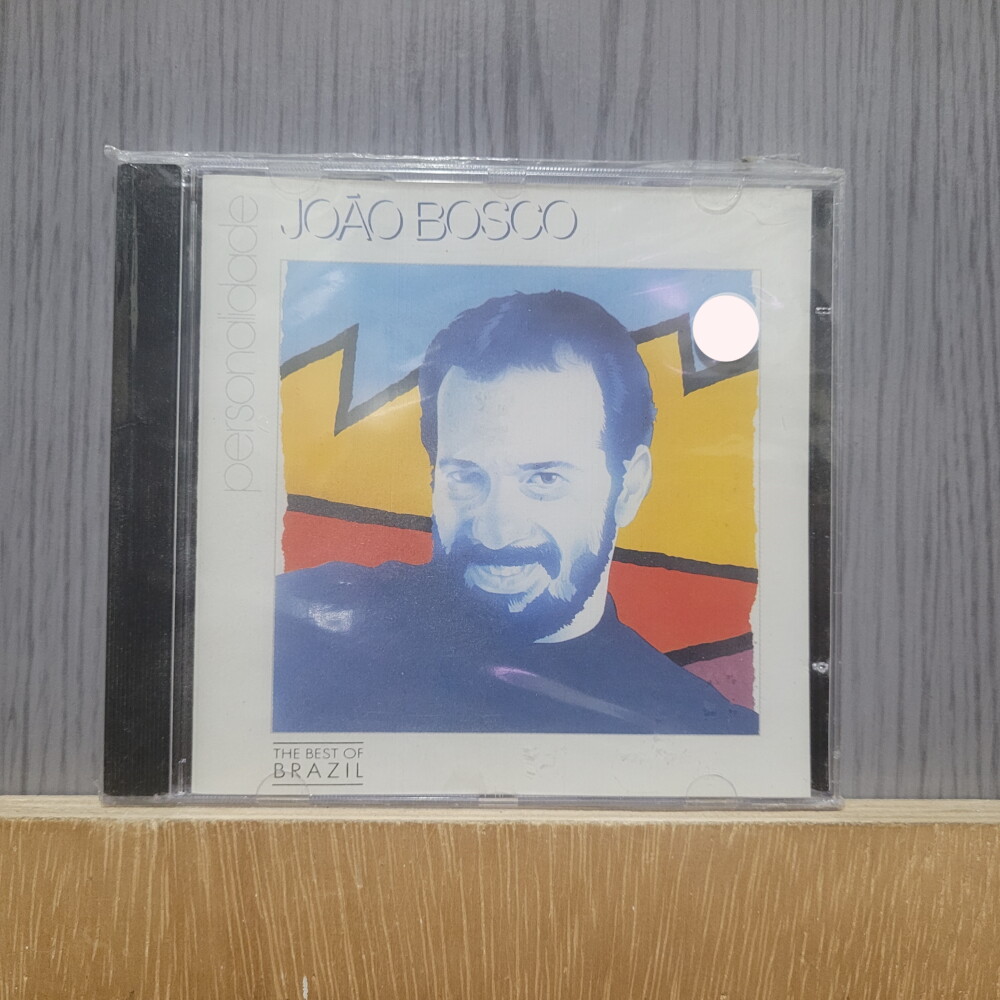 JOÃO BOSCO
personalidade
THE BEST OF
BRAZIL